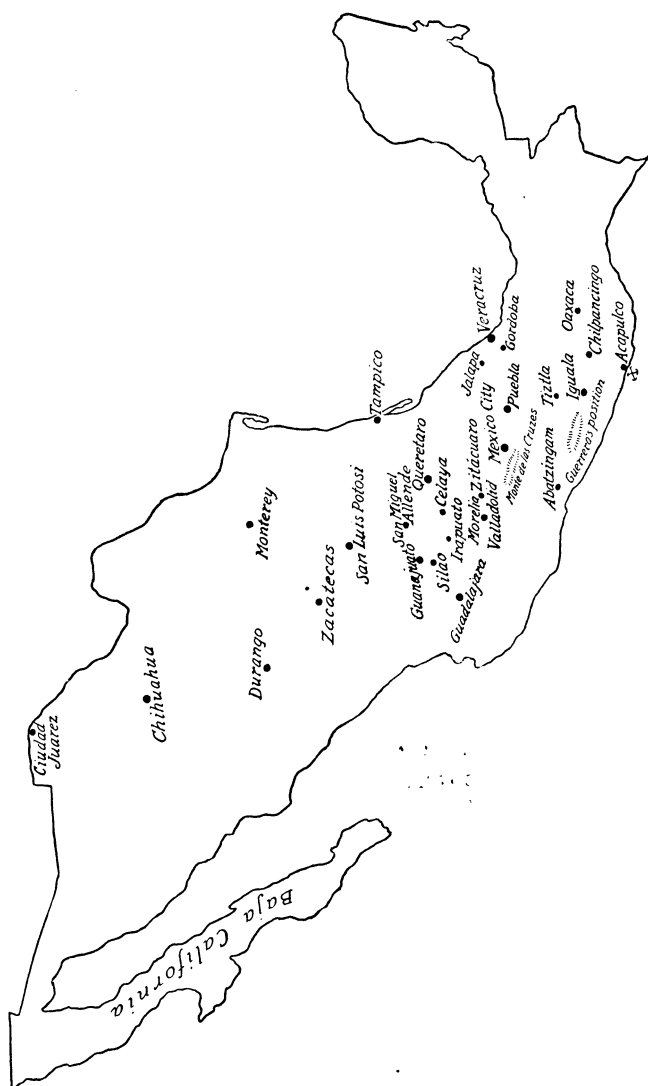 Ciudad
Juarez
Chihuahua
Monterey
Durango
Zacatecas
San Luis Potosi
Tampico
San Miguel
Allende
Guanajuato
Queretaro
Silao
Celaya
Irapuato
Guadalajara
Morelia
Valladolid
Zitácuaro
Mexico City
Monte de las Cruzes
Jalapa
Veracruz
Gordoba
Puebla
Abatzingam
Tiztla
Iguala
Guerrero's position
Oaxaca
Chilpancingo
Acapulco
Baja California